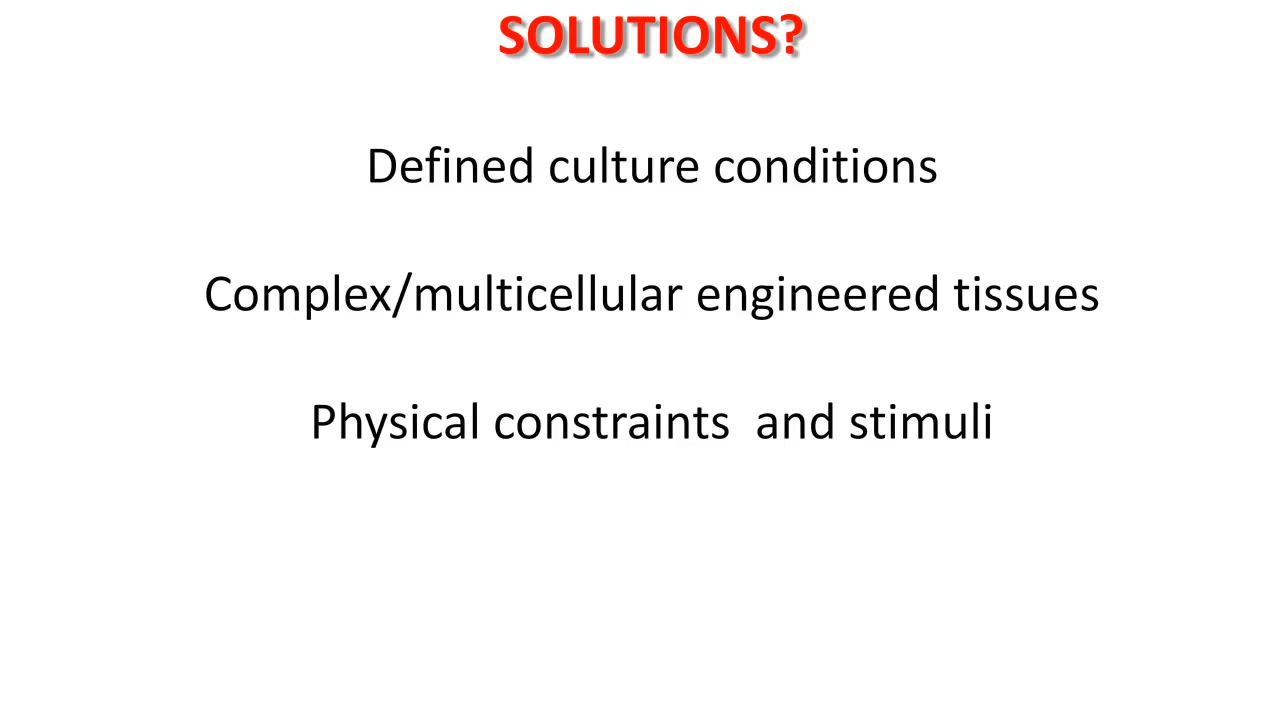 SOLUTIONS?
Defined culture conditions
Complex/multicellular engineered tissues
Physical constraints  and stimuli